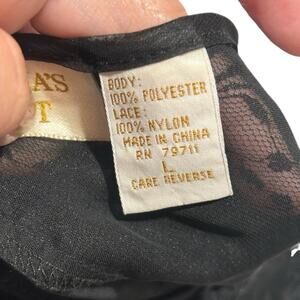 A'S
T
BODY:
100% POLYESTER
LACE:
100% NYLON
MADE IN CHINA
RN 79711
L
CARE REVERSE